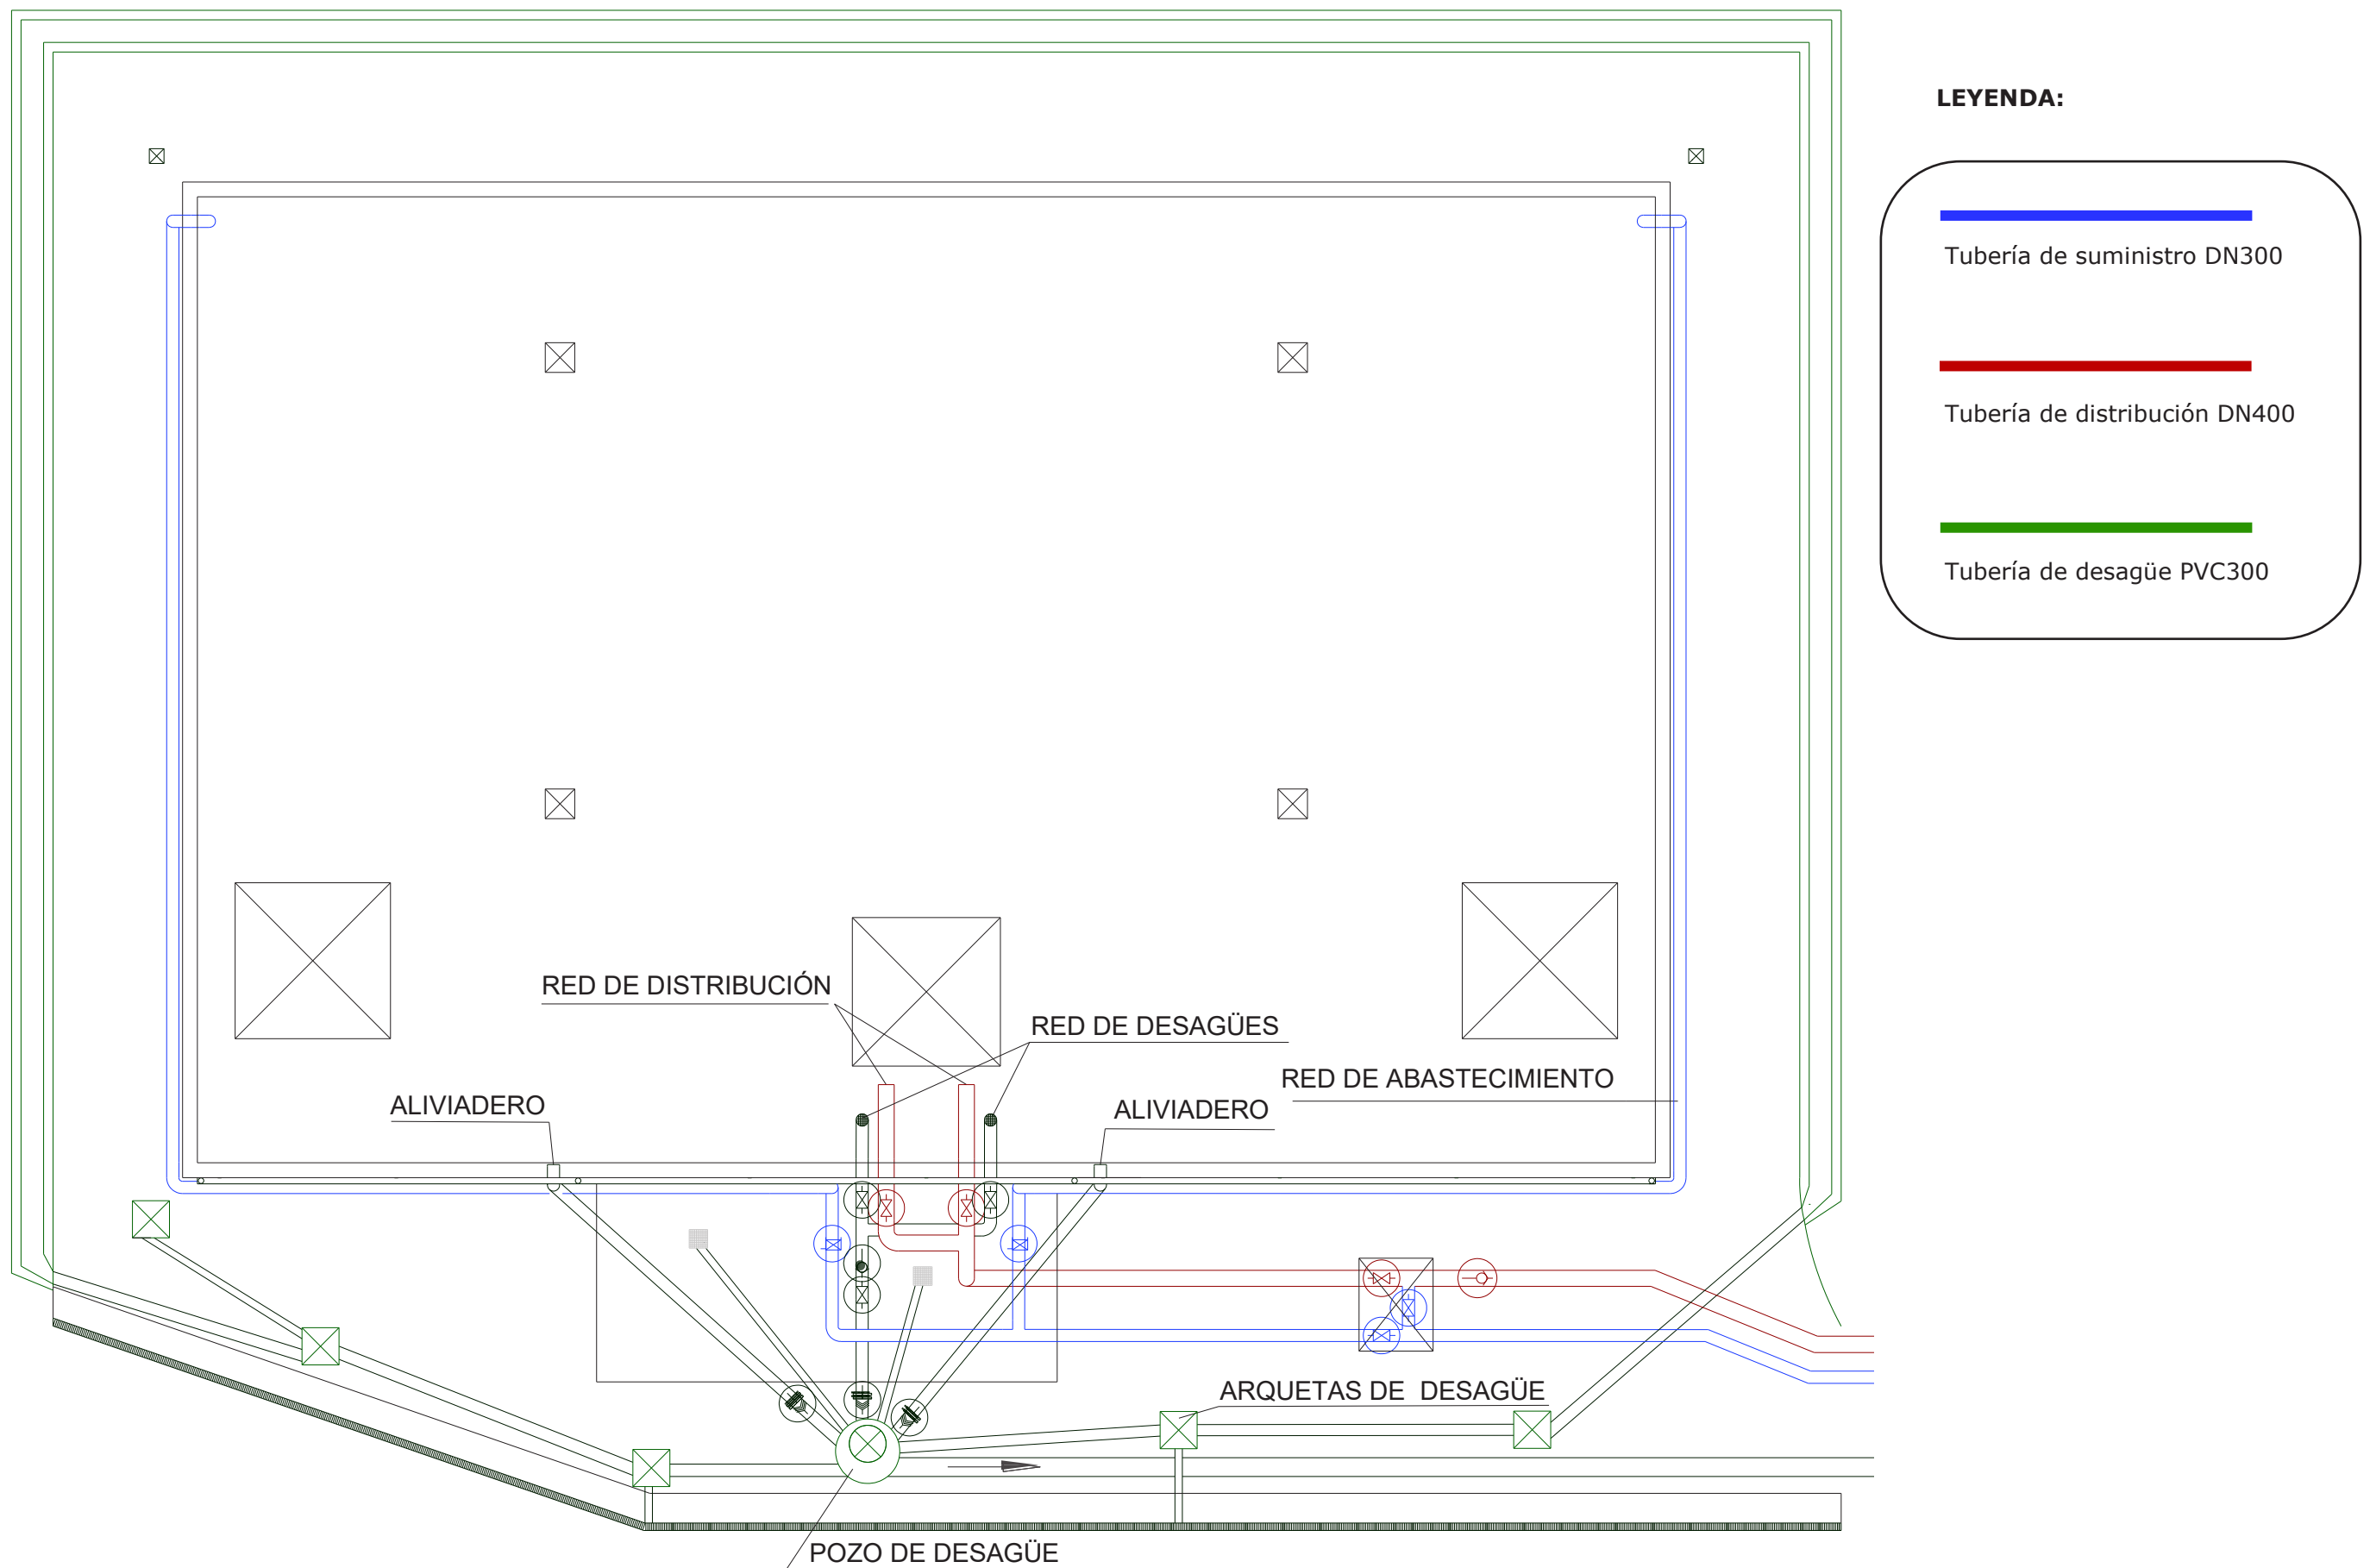 LEYENDA:
Tubería de suministro DN300
Tubería de distribución DN400
Tubería de desagüe PVC300
RED DE DISTRIBUCIÓN
RED DE DESAGÜES
RED DE ABASTECIMIENTO
ALIVIADERO
ALIVIADERO
ARQUETAS DE  DESAGÜE
POZO DE DESAGÜE